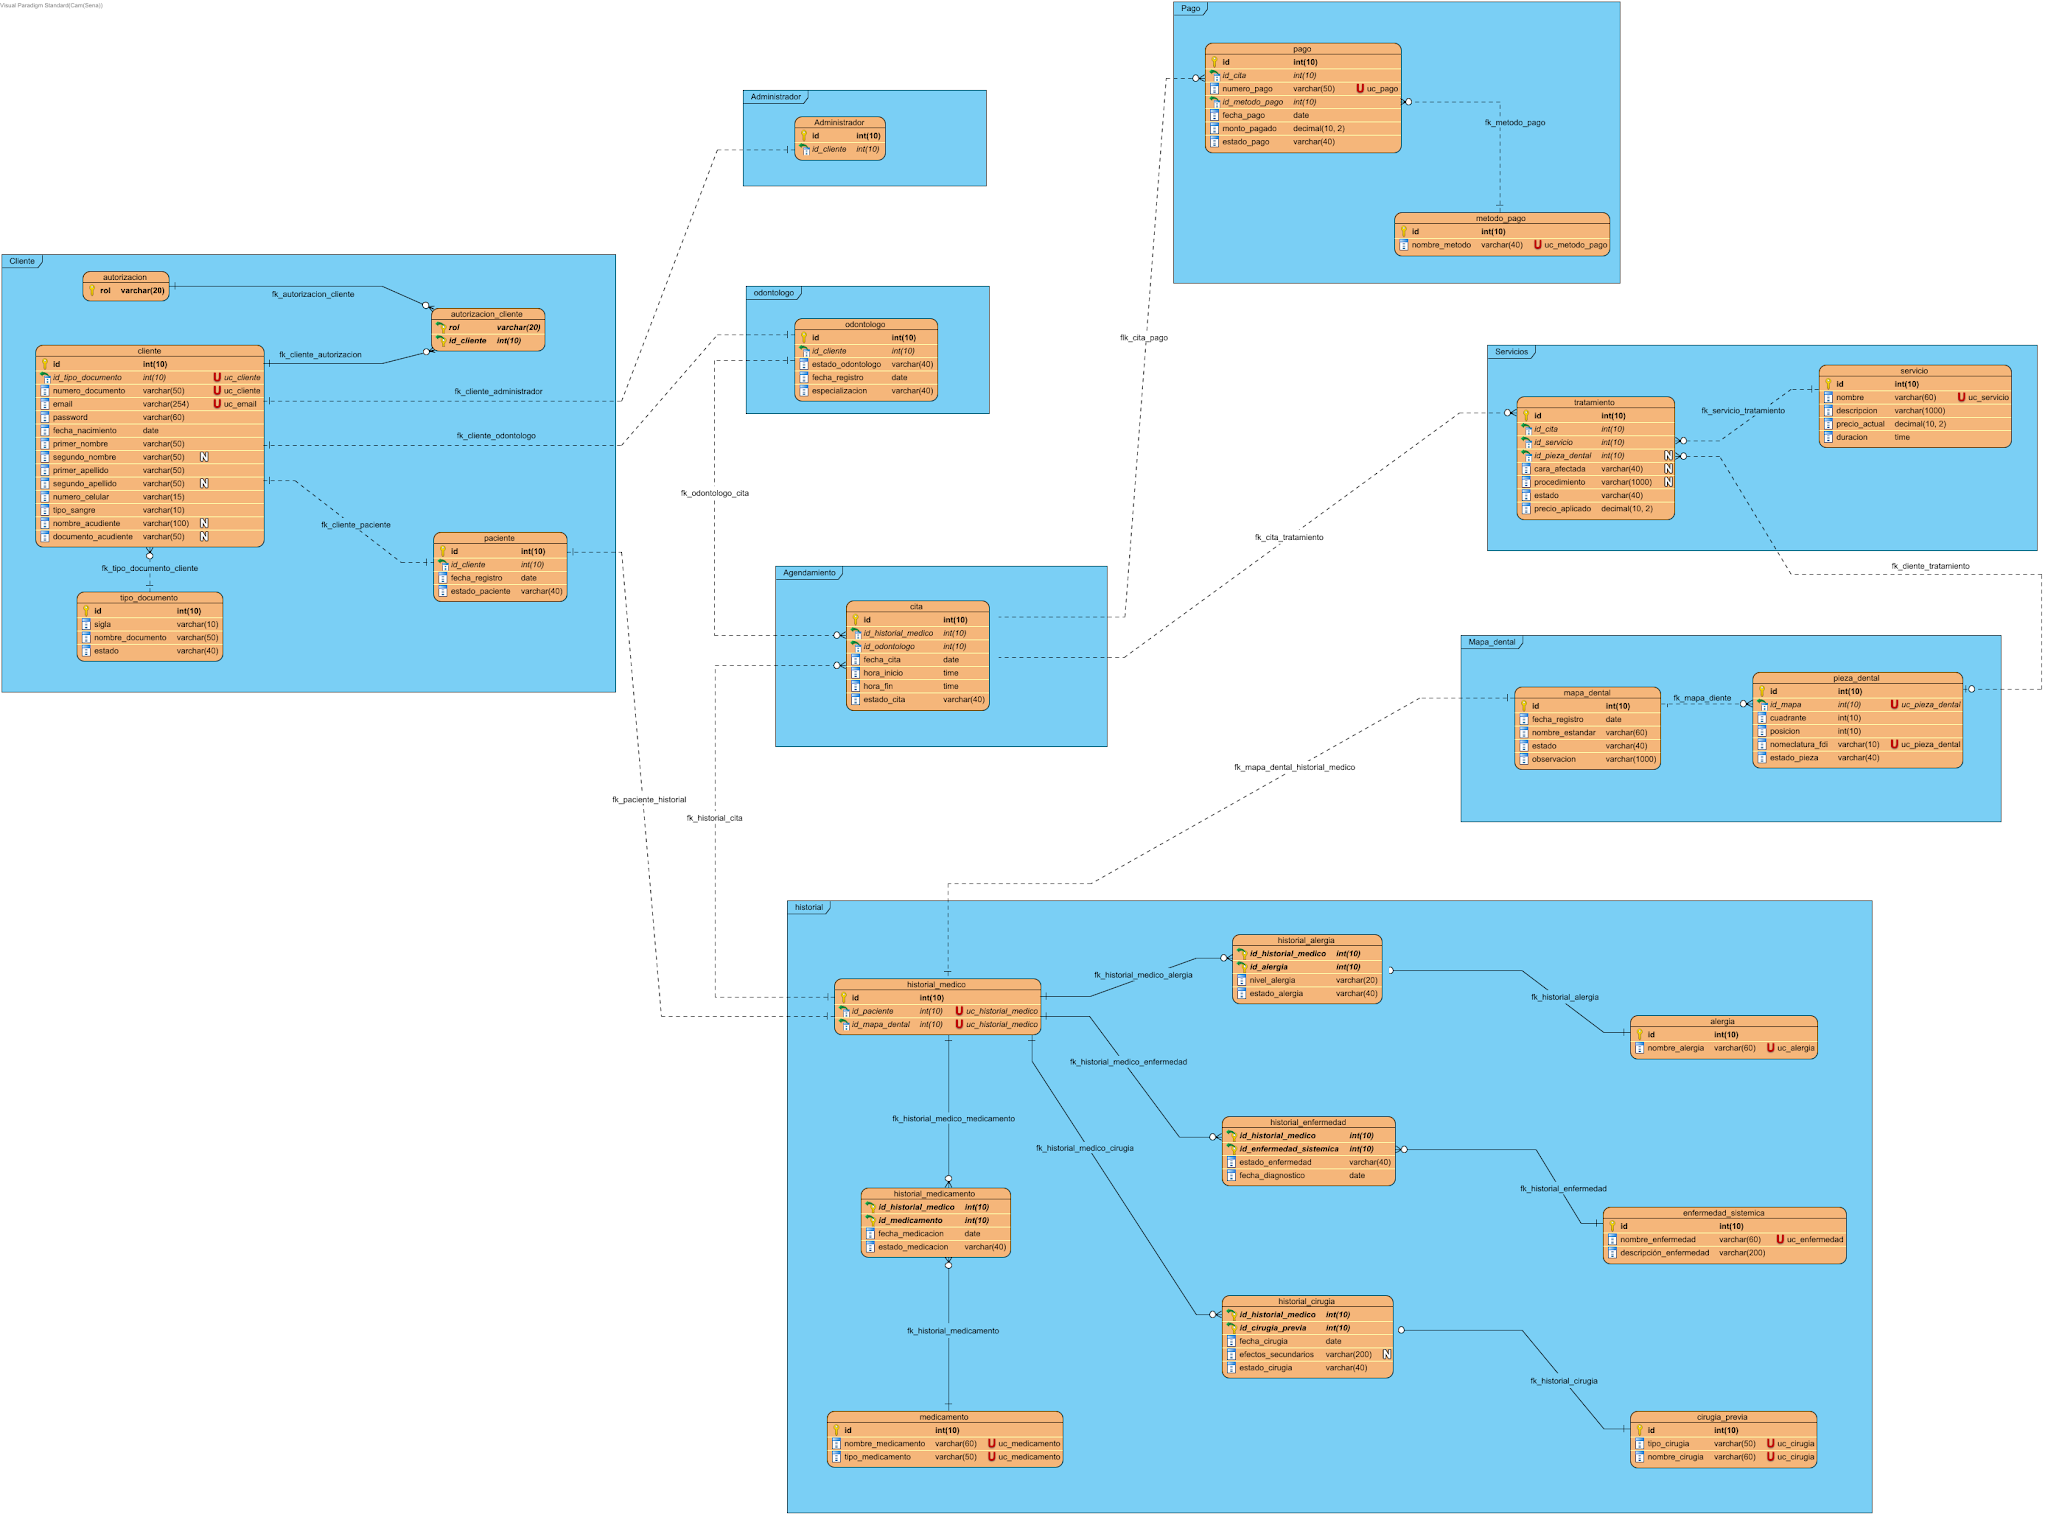 Visual Paradigm Standard(Cam(Sena))
Pago
pago
id int(10)
id_cita int(10)
numero_pago varchar(50) U uc_pago
id_metodo_pago int(10)
fecha_pago date
monto_pagado decimal(10, 2)
estado_pago varchar(40)
fk_metodo_pago
metodo_pago
id int(10)
nombre_metodo varchar(40) U uc_metodo_pago
Administrador
Administrador
id int(10)
id_cliente int(10)
Cliente
autorizacion
rol varchar(20)
fk_autorizacion_cliente
autorizacion_cliente
rol varchar(20)
id_cliente int(10)
fk_cliente_autorizacion
cliente
id int(10)
id_tipo_documento int(10) U uc_cliente
numero_documento varchar(50) U uc_cliente
email varchar(254) U uc_email
password varchar(60)
fecha_nacimiento date
primer_nombre varchar(50)
segundo_nombre varchar(50) N
primer_apellido varchar(50)
segundo_apellido varchar(50) N
numero_celular varchar(15)
tipo_sangre varchar(10)
nombre_acudiente varchar(100) N
documento_acudiente varchar(50) N
fk_cliente_administrador
fk_cliente_odontologo
fk_cliente_paciente
fk_tipo_documento_cliente
tipo_documento
id int(10)
sigla varchar(10)
nombre_documento varchar(50)
estado varchar(40)
paciente
id int(10)
id_cliente int(10)
fecha_registro date
estado_paciente varchar(40)
odontologo
odontologo
id int(10)
id_cliente int(10)
estado_odontologo varchar(40)
fecha_registro date
especializacion varchar(40)
fk_odontologo_cita
flk_cita_pago
fk_cita_tratamiento
Servicios
servicio
id int(10)
nombre varchar(60) U uc_servicio
descripcion varchar(1000)
precio_actual decimal(10, 2)
duracion time
fk_servicio_tratamiento
tratamiento
id int(10)
id_cita int(10)
id_servicio int(10)
id_pieza_dental int(10) N
cara_afectada varchar(40) N
procedimiento varchar(1000) N
estado varchar(40)
precio_aplicado decimal(10, 2)
fk_diente_tratamiento
Agendamiento
cita
id int(10)
id_historial_medico int(10)
id_odontologo int(10)
fecha_cita date
hora_inicio time
hora_fin time
estado_cita varchar(40)
Mapa_dental
mapa_dental
id int(10)
fecha_registro date
nombre_estandar varchar(60)
estado varchar(40)
observacion varchar(1000)
fk_mapa_diente
pieza_dental
id int(10)
id_mapa int(10) U uc_pieza_dental
cuadrante int(10)
posicion int(10)
nomeclatura_fdi varchar(10) U uc_pieza_dental
estado_pieza varchar(40)
fk_mapa_dental_historial_medico
fk_paciente_historial
fk_historial_cita
historial
historial_medico
id int(10)
id_paciente int(10) U uc_historial_medico
id_mapa_dental int(10) U uc_historial_medico
fk_historial_medico_alergia
historial_alergia
id_historial_medico int(10)
id_alergia int(10)
nivel_alergia varchar(20)
estado_alergia varchar(40)
fk_historial_alergia
alergia
id int(10)
nombre_alergia varchar(60) U uc_alergia
fk_historial_medico_enfermedad
fk_historial_medico_medicamento
fk_historial_medico_cirugia
historial_enfermedad
id_historial_medico int(10)
id_enfermedad_sistemica int(10)
estado_enfermedad varchar(40)
fecha_diagnostico date
fk_historial_enfermedad
enfermedad_sistemica
id int(10)
nombre_enfermedad varchar(60) U uc_enfermedad
descripción_enfermedad varchar(200)
historial_medicamento
id_historial_medico int(10)
id_medicamento int(10)
fecha_medicacion date
estado_medicacion varchar(40)
fk_historial_medicamento
historial_cirugia
id_historial_medico int(10)
id_cirugia_previa int(10)
fecha_cirugia date
efectos_secundarios varchar(200) N
estado_cirugia varchar(40)
fk_historial_cirugia
medicamento
id int(10)
nombre_medicamento varchar(60) U uc_medicamento
tipo_medicamento varchar(50) U uc_medicamento
cirugia_previa
id int(10)
tipo_cirugia varchar(50) U uc_cirugia
nombre_cirugia varchar(60) U uc_cirugia